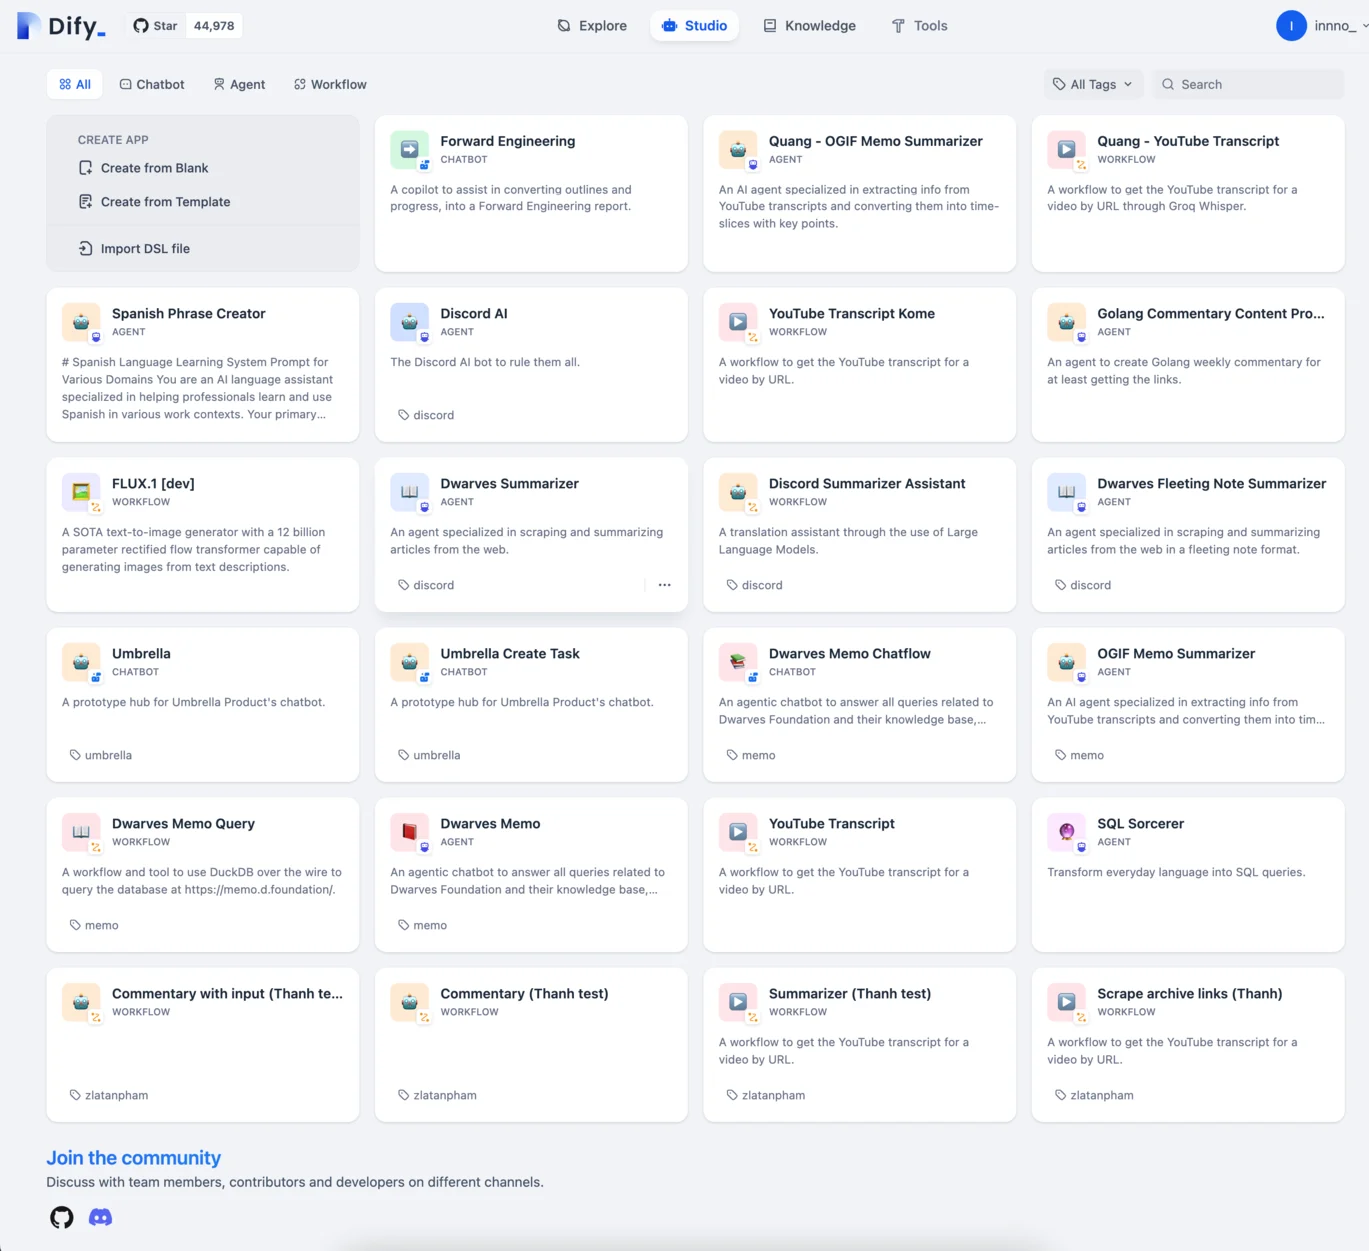 Dify_
Star 44,978
Explore
Studio
Knowledge
Tools
I
innno_
All
Chatbot
Agent
Workflow
All Tags
Search
CREATE APP
Create from Blank
Create from Template
Import DSL file
Forward Engineering
CHATBOT
A copilot to assist in converting outlines and
progress, into a Forward Engineering report.
Quang - OGIF Memo Summarizer
AGENT
An AI agent specialized in extracting info from
YouTube transcripts and converting them into time-
slices with key points.
Quang - YouTube Transcript
WORKFLOW
A workflow to get the YouTube transcript for a
video by URL through Groq Whisper.
Spanish Phrase Creator
AGENT
# Spanish Language Learning System Prompt for
Various Domains You are an AI language assistant
specialized in helping professionals learn and use
Spanish in various work contexts. Your primary...
Discord AI
AGENT
The Discord AI bot to rule them all.
discord
YouTube Transcript Kome
WORKFLOW
A workflow to get the YouTube transcript for a
video by URL.
Golang Commentary Content Pro...
AGENT
An agent to create Golang weekly commentary for
at least getting the links.
FLUX.1 [dev]
WORKFLOW
A SOTA text-to-image generator with a 12 billion
parameter rectified flow transformer capable of
generating images from text descriptions.
Dwarves Summarizer
AGENT
An agent specialized in scraping and summarizing
articles from the web.
discord
Discord Summarizer Assistant
WORKFLOW
A translation assistant through the use of Large
Language Models.
discord
Dwarves Fleeting Note Summarizer
AGENT
An agent specialized in scraping and summarizing
articles from the web in a fleeting note format.
discord
Umbrella
CHATBOT
A prototype hub for Umbrella Product's chatbot.
umbrella
Umbrella Create Task
CHATBOT
A prototype hub for Umbrella Product's chatbot.
umbrella
Dwarves Memo Chatflow
CHATBOT
An agentic chatbot to answer all queries related to
Dwarves Foundation and their knowledge base,...
memo
OGIF Memo Summarizer
AGENT
An AI agent specialized in extracting info from
YouTube transcripts and converting them into tim...
memo
Dwarves Memo Query
WORKFLOW
A workflow and tool to use DuckDB over the wire to
query the database at https://memo.d.foundation/.
memo
Dwarves Memo
AGENT
An agentic chatbot to answer all queries related to
Dwarves Foundation and their knowledge base,...
memo
YouTube Transcript
WORKFLOW
A workflow to get the YouTube transcript for a
video by URL.
SQL Sorcerer
AGENT
Transform everyday language into SQL queries.
Commentary with input (Thanh te...
WORKFLOW
zlatanpham
Commentary (Thanh test)
WORKFLOW
zlatanpham
Summarizer (Thanh test)
WORKFLOW
A workflow to get the YouTube transcript for a
video by URL.
zlatanpham
Scrape archive links (Thanh)
WORKFLOW
A workflow to get the YouTube transcript for a
video by URL.
zlatanpham
Join the community
Discuss with team members, contributors and developers on different channels.